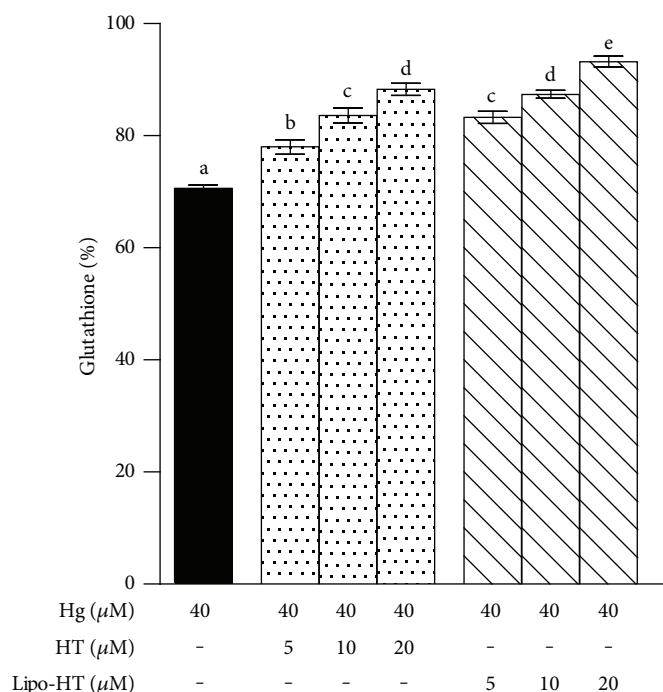 100
80
60
40
20
0
Glutathione (%)
a
b
c
d
c
d
e
Hg (μM) 40 40 40 40 40 40 40
HT (μM) – 5 10 20 – – –
Lipo-HT (μM) – – – – 5 10 20